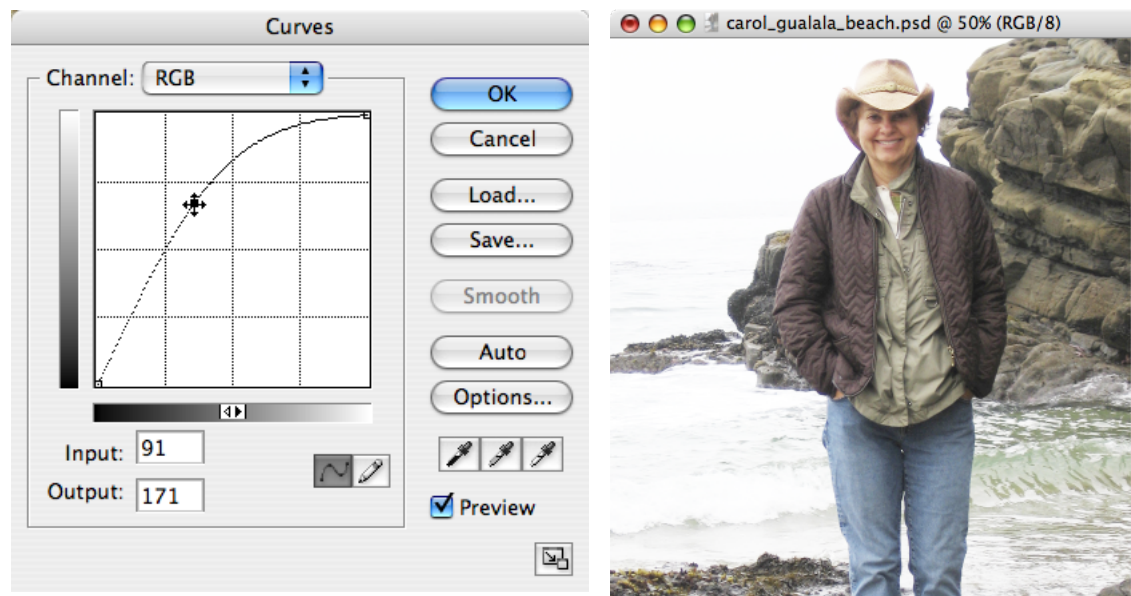 Curves
Channel: RGB
OK
Cancel
Load...
Save...
Smooth
Auto
Options...
Input: 91
Output: 171
Preview
carol_gualala_beach.psd @ 50% (RGB/8)